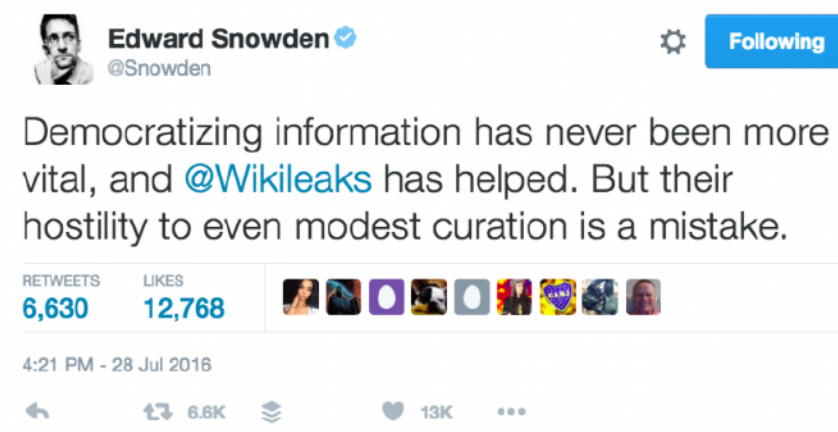 Edward Snowden
@Snowden
Following
Democratizing information has never been more
vital, and @Wikileaks has helped. But their
hostility to even modest curation is a mistake.
RETWEETS LIKES
6,630 12,768
4:21 PM - 28 Jul 2016
6.6K 13K